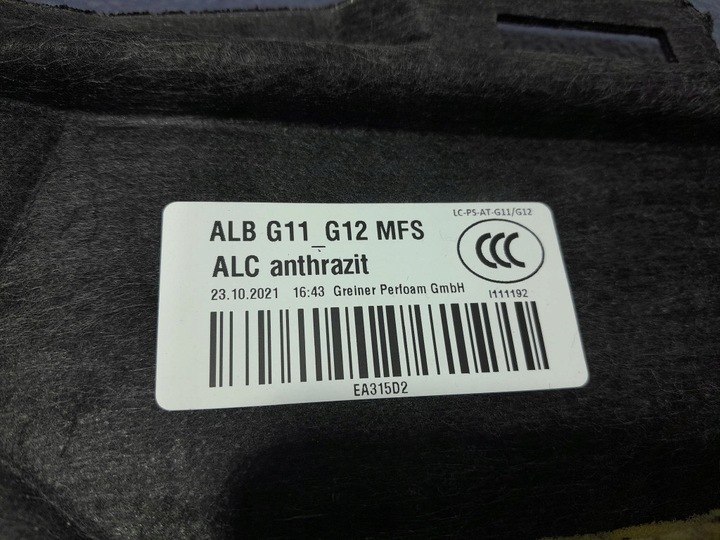 LC-PS-AT-G11/G12
ALB G11_G12 MFS
CCC
ALC anthrazit
23.10.2021 16:43 Greiner Perfoam GmbH
I111192
EA315D2